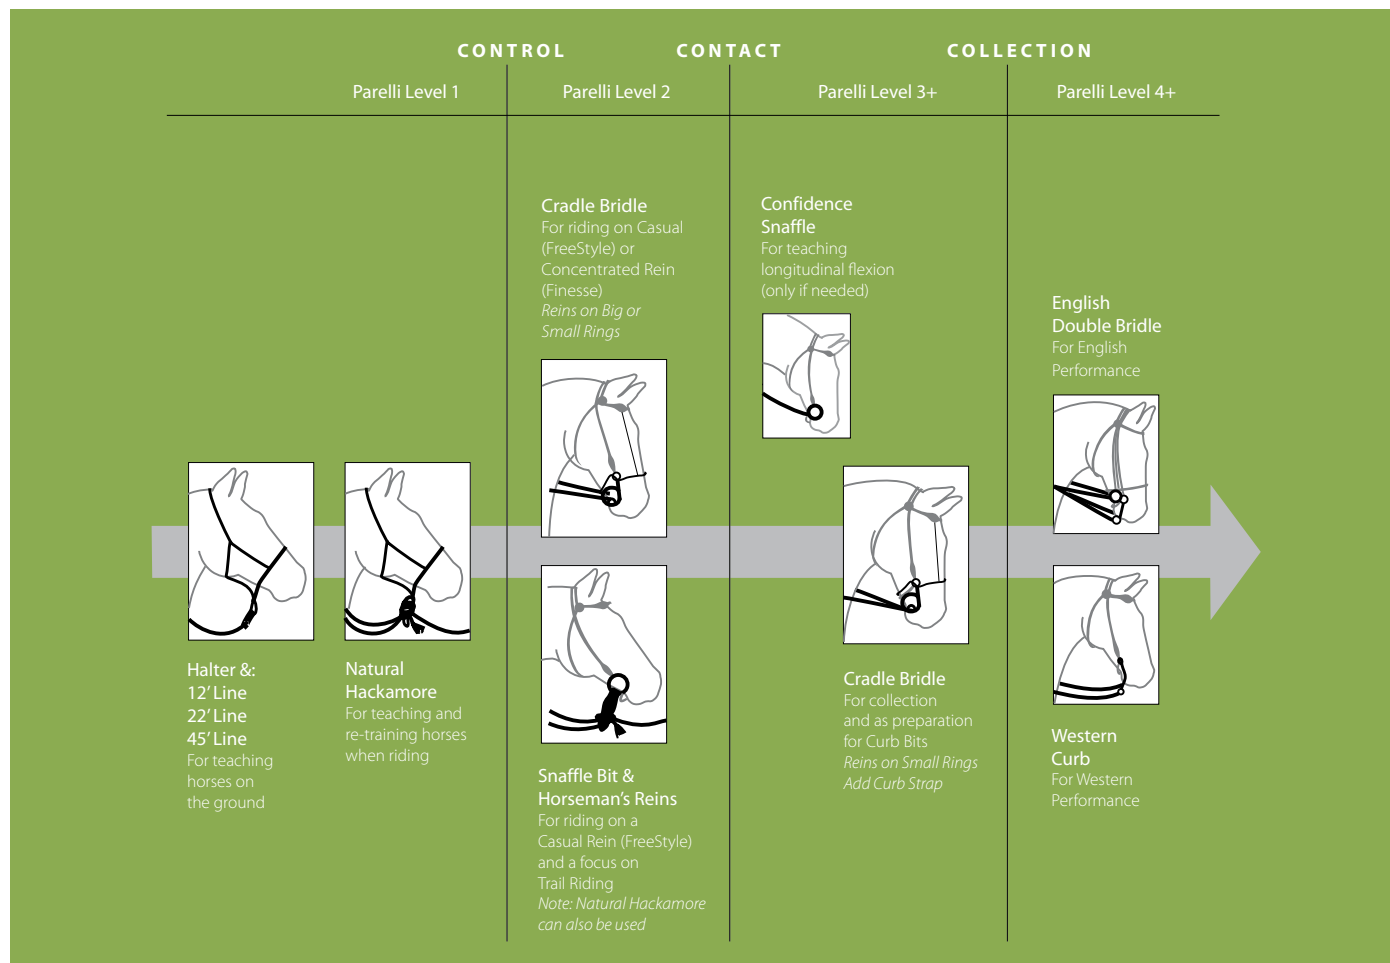 CONTROL
CONTACT
COLLECTION
Parelli Level 1
Parelli Level 2
Parelli Level 3+
Parelli Level 4+
Halter &:
12’ Line
22’ Line
45’ Line
For teaching
horses on
the ground
Natural
Hackamore
For teaching and
re-training horses
when riding
Cradle Bridle
For riding on Casual
(FreeStyle) or
Concentrated Rein
(Finesse)
Reins on Big or
Small Rings
Snaffle Bit &
Horseman’s Reins
For riding on a
Casual Rein (FreeStyle)
and a focus on
Trail Riding
Note: Natural Hackamore
can also be used
Confidence
Snaffle
For teaching
longitudinal flexion
(only if needed)
Cradle Bridle
For collection
and as preparation
for Curb Bits
Reins on Small Rings
Add Curb Strap
English
Double Bridle
For English
Performance
Western
Curb
For Western
Performance